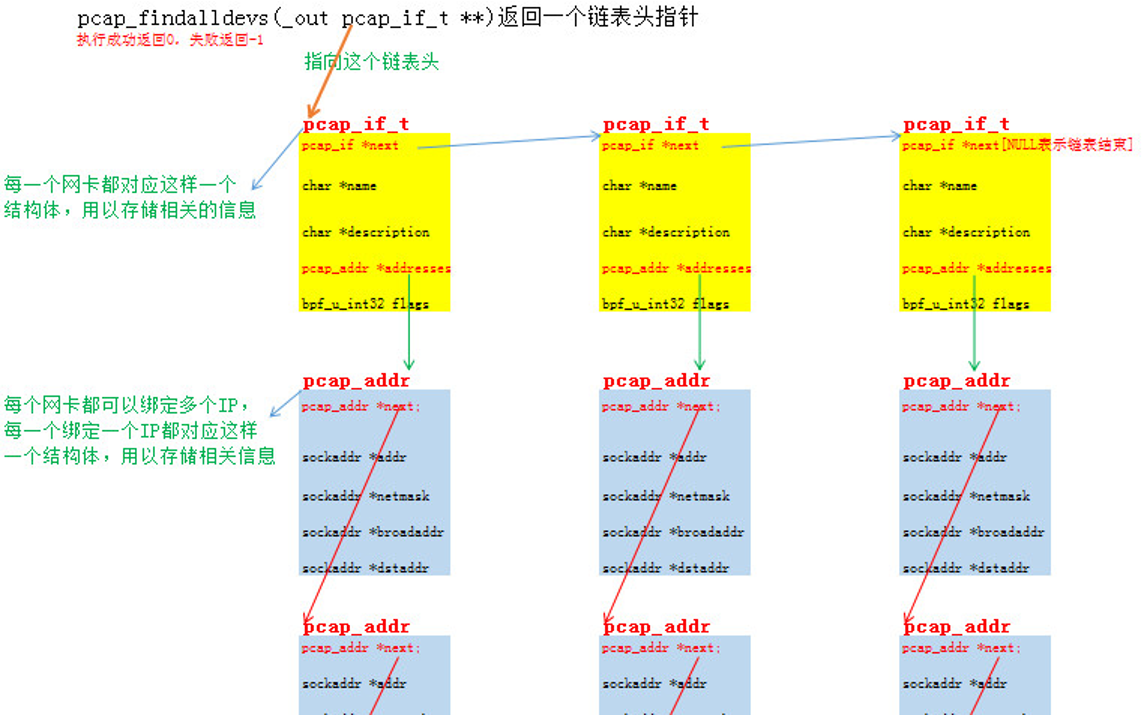 pcap_findalldevs(_out pcap_if_t **)返回一个链表头指针
执行成功返回0，失败返回-1
指向这个链表头
pcap_if_t pcap_if_t pcap_if_t
pcap_if *next pcap_if *next pcap_if *next[NULL表示链表结束]
每一个网卡都对应这样一个
结构体，用以存储相关的信息
char *name char *name char *name
char *description char *description char *description
pcap_addr *addresses pcap_addr *addresses pcap_addr *addresses
bpf_u_int32 flags bpf_u_int32 flags bpf_u_int32 flags
pcap_addr pcap_addr pcap_addr
每个网卡都可以绑定多个IP，
每一个绑定一个IP都对应这样
一个结构体，用以存储相关信息
pcap_addr *next; pcap_addr *next; pcap_addr *next;
sockaddr *addr sockaddr *addr sockaddr *addr
sockaddr *netmask sockaddr *netmask sockaddr *netmask
sockaddr *broadaddr sockaddr *broadaddr sockaddr *broadaddr
sockaddr *dstaddr sockaddr *dstaddr sockaddr *dstaddr
pcap_addr pcap_addr pcap_addr
pcap_addr *next; pcap_addr *next; pcap_addr *next;
sockaddr *addr sockaddr *addr sockaddr *addr